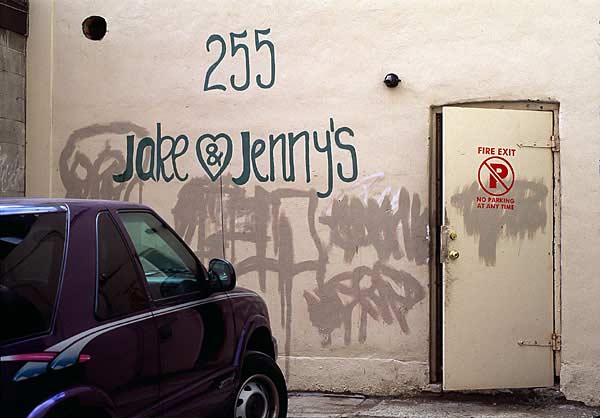 255
Jake & Jenny's
FIRE EXIT
P
NO PARKING
AT ANY TIME